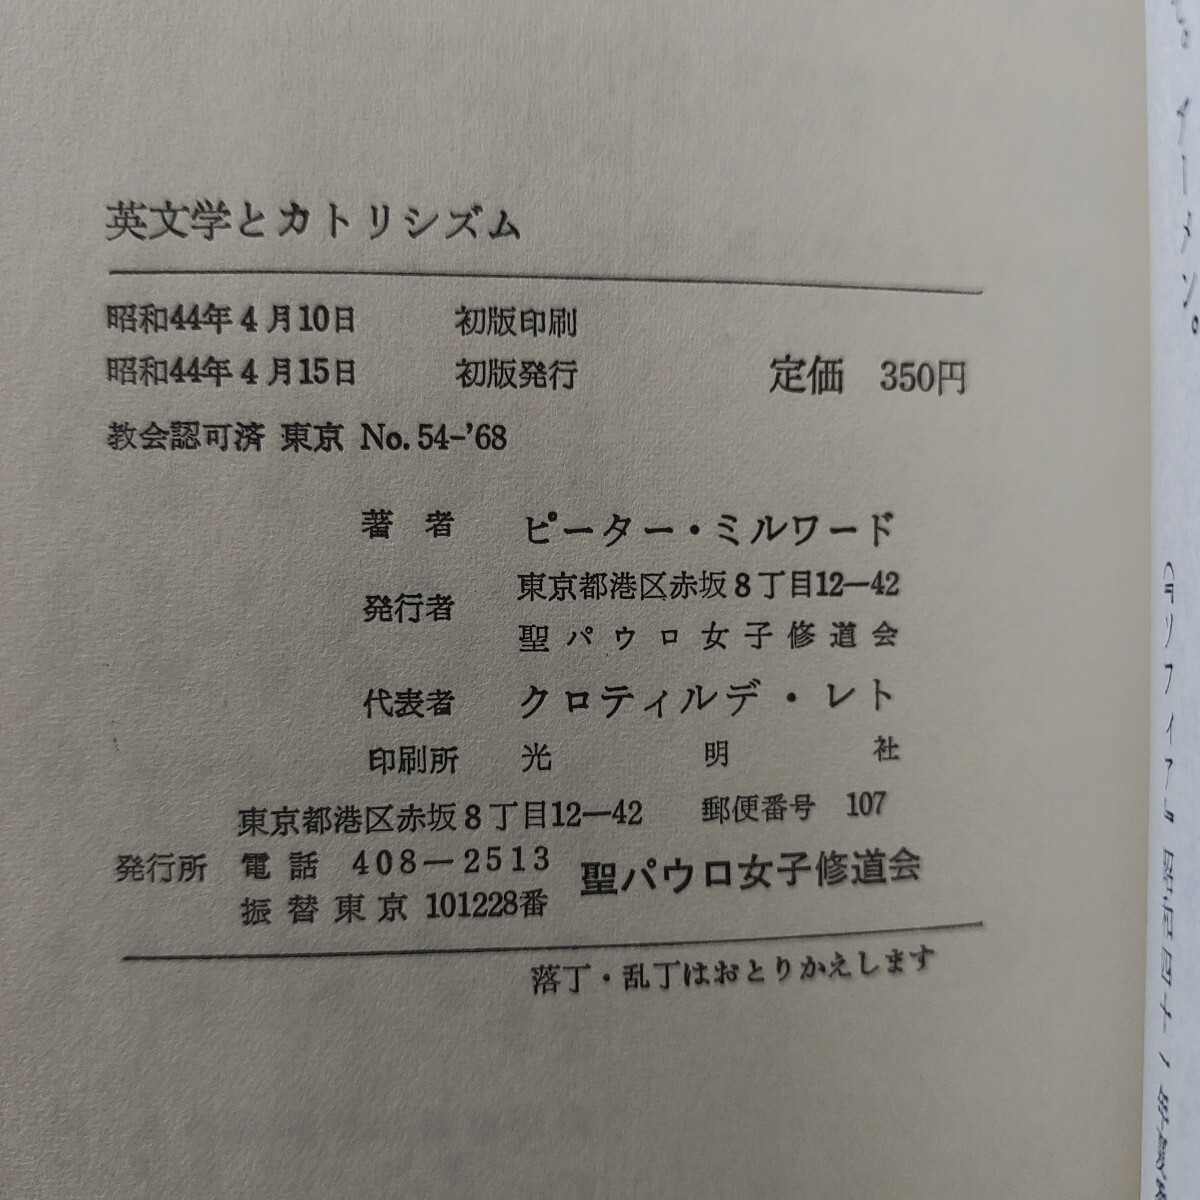 英文学とカトリシズム
昭和44年4月10日　初版印刷
昭和44年4月15日　初版発行　定価　350円
教会認可済 東京 No. 54-'68
著者　ピーター・ミルワード
発行者　東京都港区赤坂8丁目12—42
聖パウロ女子修道会
代表者　クロティルデ・レト
印刷所　光明社
東京都港区赤坂8丁目12—42　郵便番号　107
発行所　電話　408—2513　聖パウロ女子修道会
振替東京　101228番
落丁・乱丁はおとりかえします
ーメン。